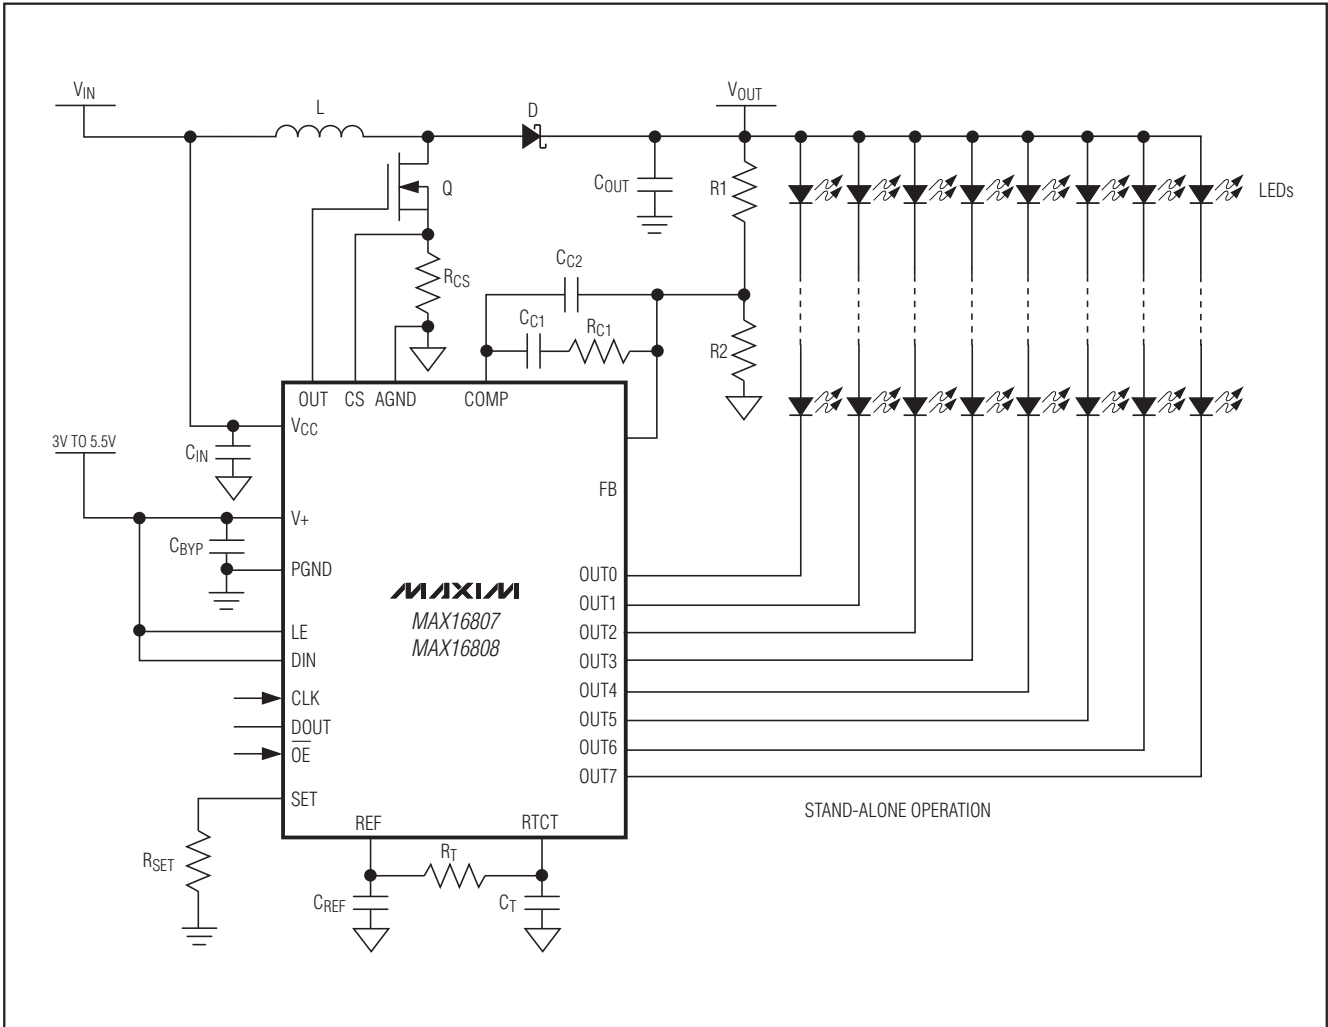 VIN
L
D
VOUT
Q
COUT
R1
LEDs
RCS
CC2
CC1
RC1
R2
OUT
CS
AGND
COMP
VCC
CIN
3V TO 5.5V
FB
V+
CBYP
PGND
OUT0
MAXIM
OUT1
MAX16807
OUT2
LE
MAX16808
DIN
OUT3
OUT4
CLK
OUT5
DOUT
OUT6
OE
OUT7
SET
STAND-ALONE OPERATION
REF
RTCT
RT
RSET
CREF
CT